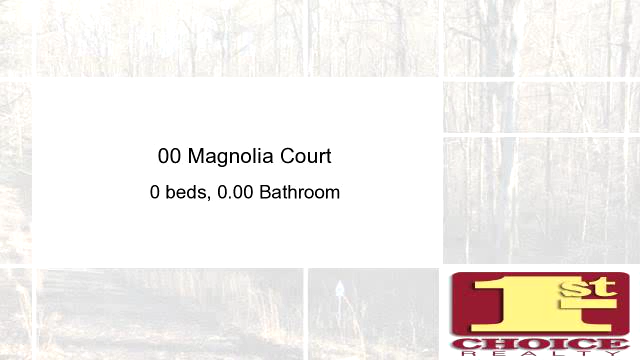 00 Magnolia Court
0 beds, 0.00 Bathroom
1st
CHOICE
REALTY